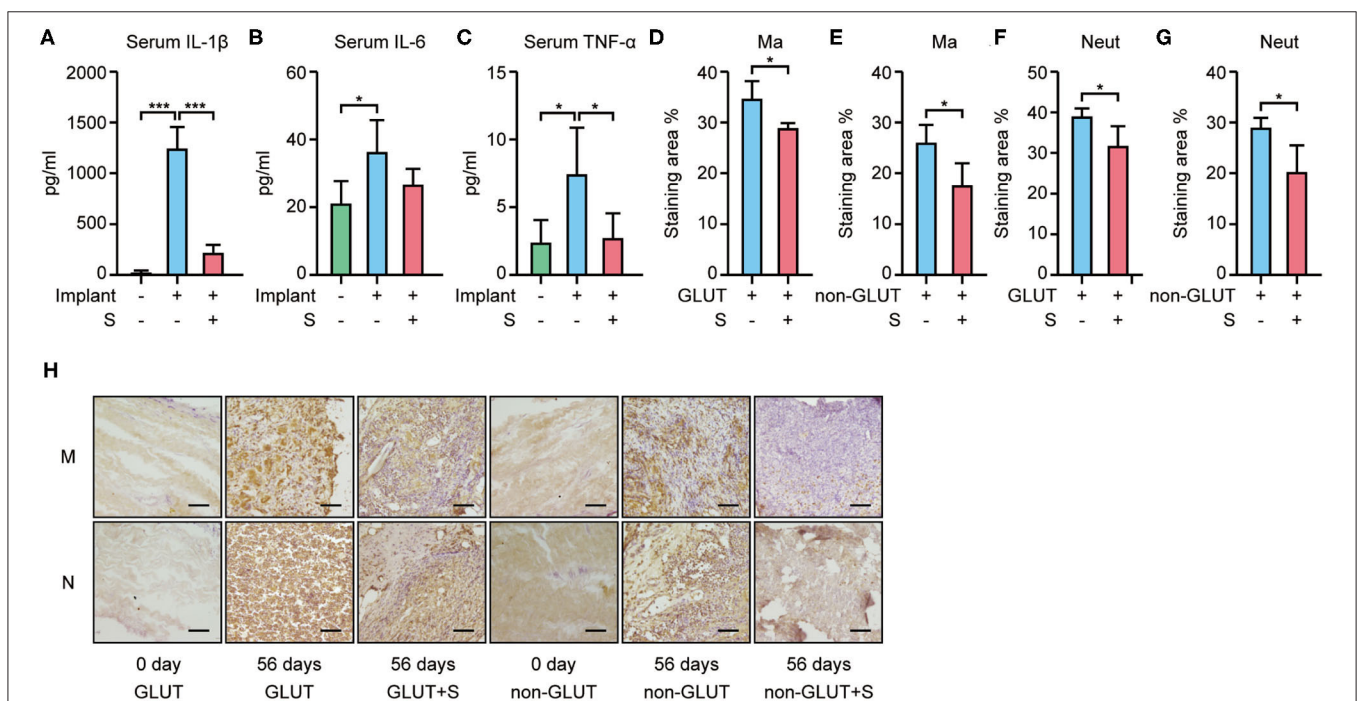 A Serum IL-1β
2000
1500
1000
500
0
pg/ml
*** ***
Implant - + +
S - - +
B Serum IL-6
60
40
20
0
pg/ml
*
Implant - + +
S - - +
C Serum TNF-α
15
10
5
0
pg/ml
* *
Implant - + +
S - - +
D Ma
40
30
20
10
0
Staining area %
*
GLUT + +
S - +
E Ma
40
30
20
10
0
Staining area %
*
non-GLUT + +
S - +
F Neut
50
40
30
20
10
0
Staining area %
*
GLUT + +
S - +
G Neut
40
30
20
10
0
Staining area %
*
non-GLUT + +
S - +
H
M
N
0 day 56 days 56 days 0 day 56 days 56 days
GLUT GLUT GLUT+S non-GLUT non-GLUT non-GLUT+S